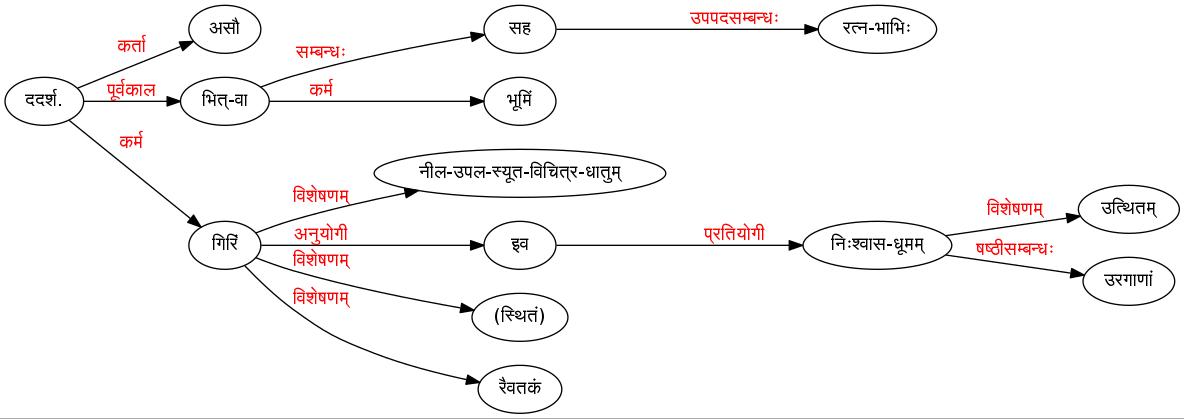 असौ
सह
उपपदसम्बन्धः
रत्न-भाभिः
कर्ता
सम्बन्धः
ददर्श.
पूर्वकाल
भित्-वा
कर्म
भूमिं
कर्म
नील-उपल-स्यूत-विचित्र-धातुम्
विशेषणम्
गिरिं
अनुयोगी
इव
प्रतियोगी
निःश्वास-धूमम्
विशेषणम्
उत्थितम्
षष्ठीसम्बन्धः
उरगाणां
विशेषणम्
(स्थितं)
विशेषणम्
रैवतकं